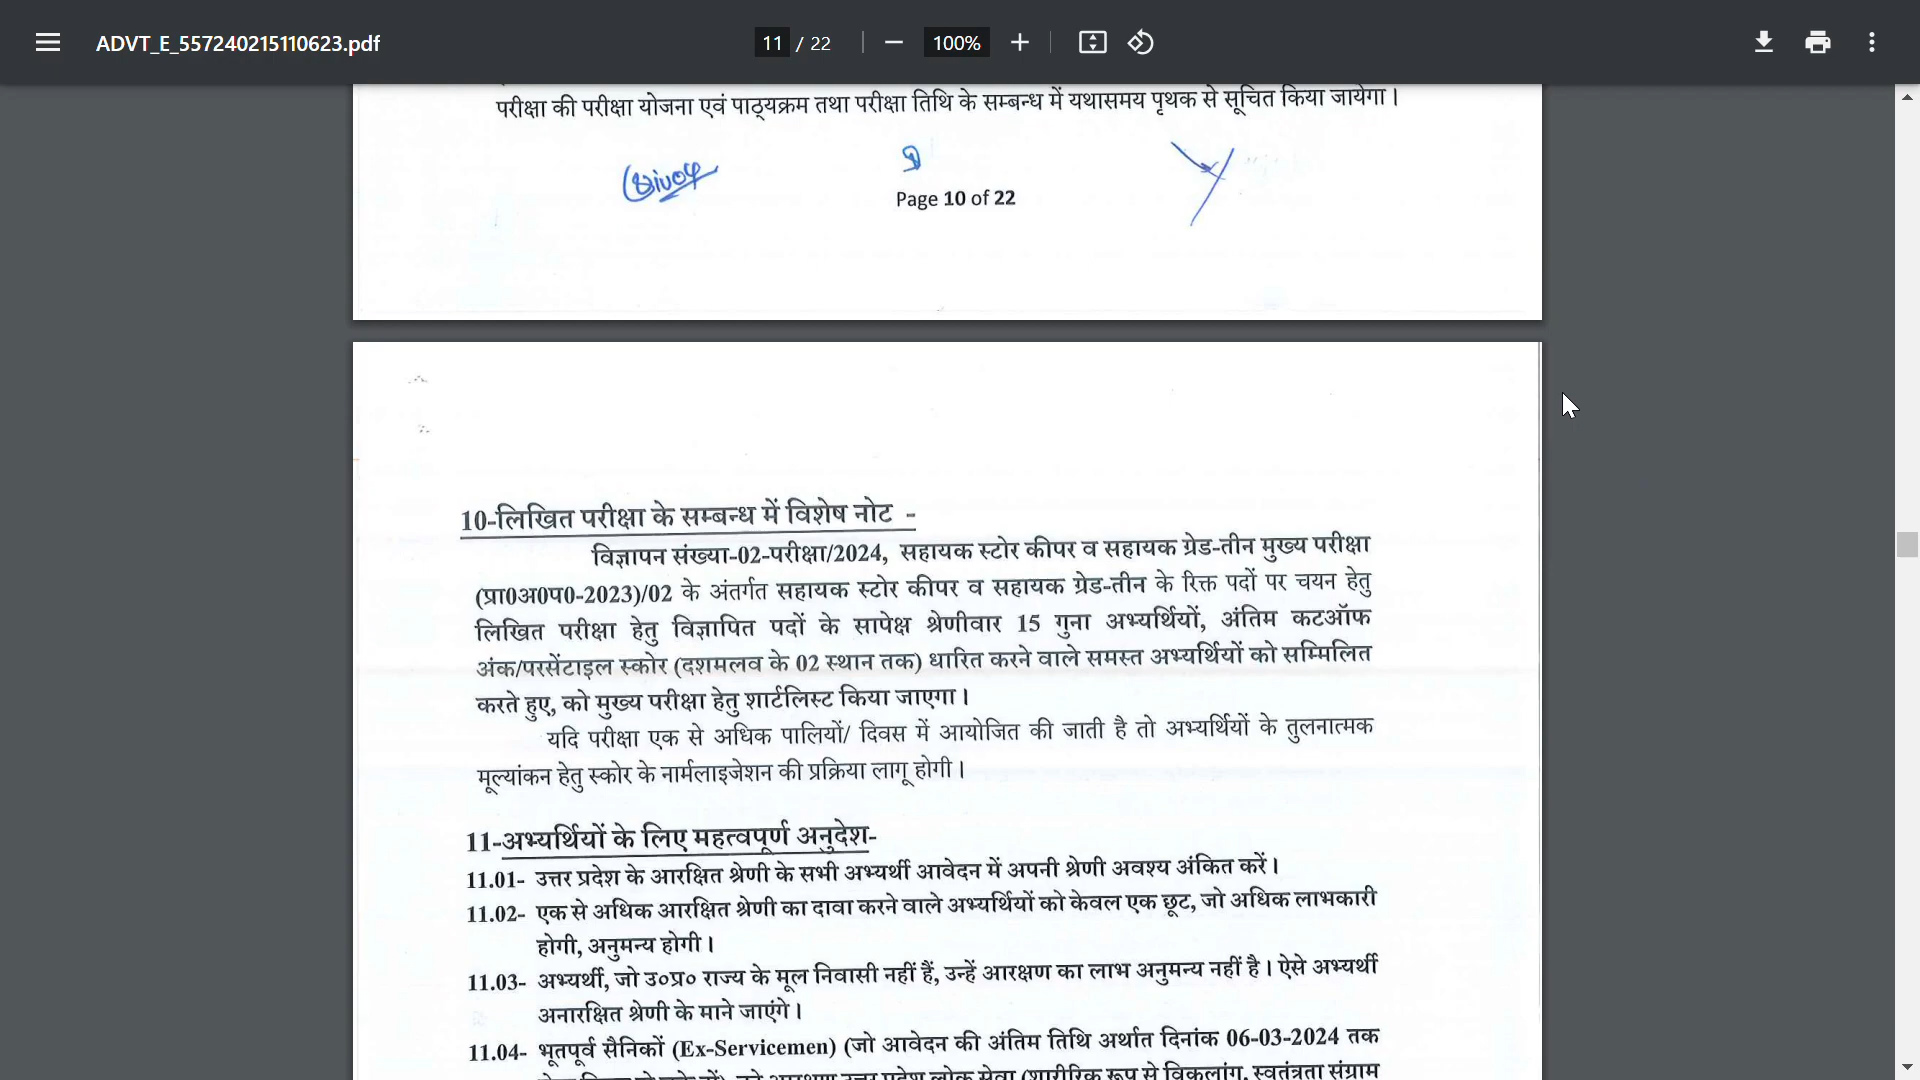 ADVT_E_557240215110623.pdf
11 / 22
100%
परीक्षा की परीक्षा योजना एवं पाठ्यक्रम तथा परीक्षा तिथि के सम्बन्ध में यथासमय पृथक से सूचित किया जायेगा।
Page 10 of 22
10-लिखित परीक्षा के सम्बन्ध में विशेष नोट -
विज्ञापन संख्या-02-परीक्षा/2024, सहायक स्टोर कीपर व सहायक ग्रेड-तीन मुख्य परीक्षा
(प्रा0अ0प0-2023)/02 के अंतर्गत सहायक स्टोर कीपर व सहायक ग्रेड-तीन के रिक्त पदों पर चयन हेतु
लिखित परीक्षा हेतु विज्ञापित पदों के सापेक्ष श्रेणीवार 15 गुना अभ्यर्थियों, अंतिम कटऑफ
अंक/परसेंटाइल स्कोर (दशमलव के 02 स्थान तक) धारित करने वाले समस्त अभ्यर्थियों को सम्मिलित
करते हुए, को मुख्य परीक्षा हेतु शार्टलिस्ट किया जाएगा।
यदि परीक्षा एक से अधिक पालियों/ दिवस में आयोजित की जाती है तो अभ्यर्थियों के तुलनात्मक
मूल्यांकन हेतु स्कोर के नार्मलाइजेशन की प्रक्रिया लागू होगी।
11-अभ्यर्थियों के लिए महत्वपूर्ण अनुदेश-
11.01- उत्तर प्रदेश के आरक्षित श्रेणी के सभी अभ्यर्थी आवेदन में अपनी श्रेणी अवश्य अंकित करें।
11.02- एक से अधिक आरक्षित श्रेणी का दावा करने वाले अभ्यर्थियों को केवल एक छूट, जो अधिक लाभकारी
होगी, अनुमन्य होगी।
11.03- अभ्यर्थी, जो उ०प्र० राज्य के मूल निवासी नहीं हैं, उन्हें आरक्षण का लाभ अनुमन्य नहीं है। ऐसे अभ्यर्थी
अनारक्षित श्रेणी के माने जाएंगे।
11.04- भूतपूर्व सैनिकों (Ex-Servicemen) (जो आवेदन की अंतिम तिथि अर्थात दिनांक 06-03-2024 तक
उत्तर प्रदेश लोक सेवा (शारीरिक रूप से विकलांग, स्वतंत्रता संग्राम